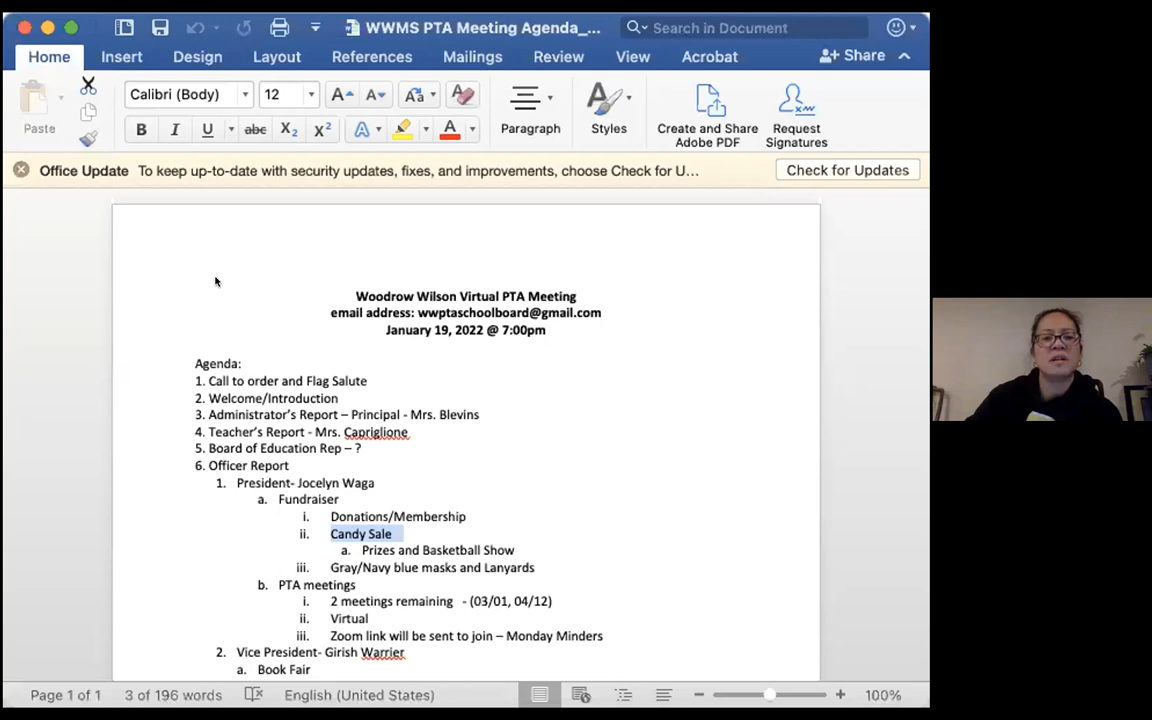 WWMS PTA Meeting Agenda_...
Search in Document
Home Insert Design Layout References Mailings Review View Acrobat Share
Calibri (Body) 12
Paste Paragraph Styles Create and Share Adobe PDF Request Signatures
Office Update To keep up-to-date with security updates, fixes, and improvements, choose Check for U... Check for Updates
Woodrow Wilson Virtual PTA Meeting
email address: wwptaschoolboard@gmail.com
January 19, 2022 @ 7:00pm
Agenda:
1. Call to order and Flag Salute
2. Welcome/Introduction
3. Administrator's Report – Principal - Mrs. Blevins
4. Teacher's Report - Mrs. Capriglione
5. Board of Education Rep – ?
6. Officer Report
1. President- Jocelyn Waga
a. Fundraiser
i. Donations/Membership
ii. Candy Sale
a. Prizes and Basketball Show
iii. Gray/Navy blue masks and Lanyards
b. PTA meetings
i. 2 meetings remaining - (03/01, 04/12)
ii. Virtual
iii. Zoom link will be sent to join – Monday Minders
2. Vice President- Girish Warrier
a. Book Fair
Page 1 of 1 3 of 196 words English (United States) 100%